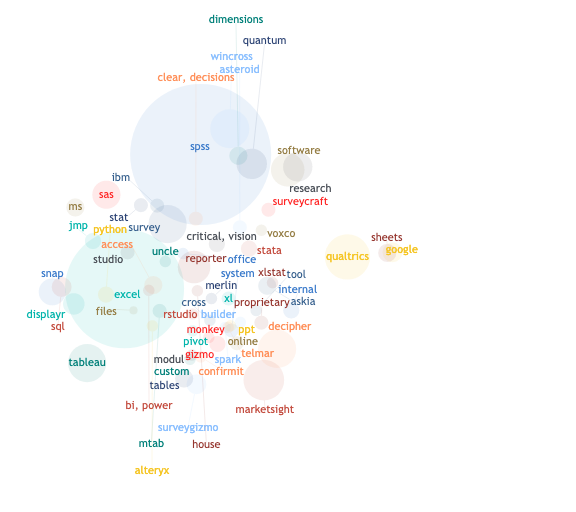 dimensions
quantum
wincross
asteroid
clear, decisions
spss
software
ibm
research
sas
surveycraft
ms
stat
jmp
python
survey
critical, vision
voxco
sheets
access
uncle
stata
google
studio
reporter
office
qualtrics
snap
system
xlstat
tool
merlin
internal
excel
xl
cross
proprietary
askia
displayr
files
rstudio
builder
sql
monkey
ppt
decipher
pivot
online
gizmo
telmar
modul
spark
tableau
custom
confirmit
tables
bi, power
marketsight
surveygizmo
mtab
house
alteryx